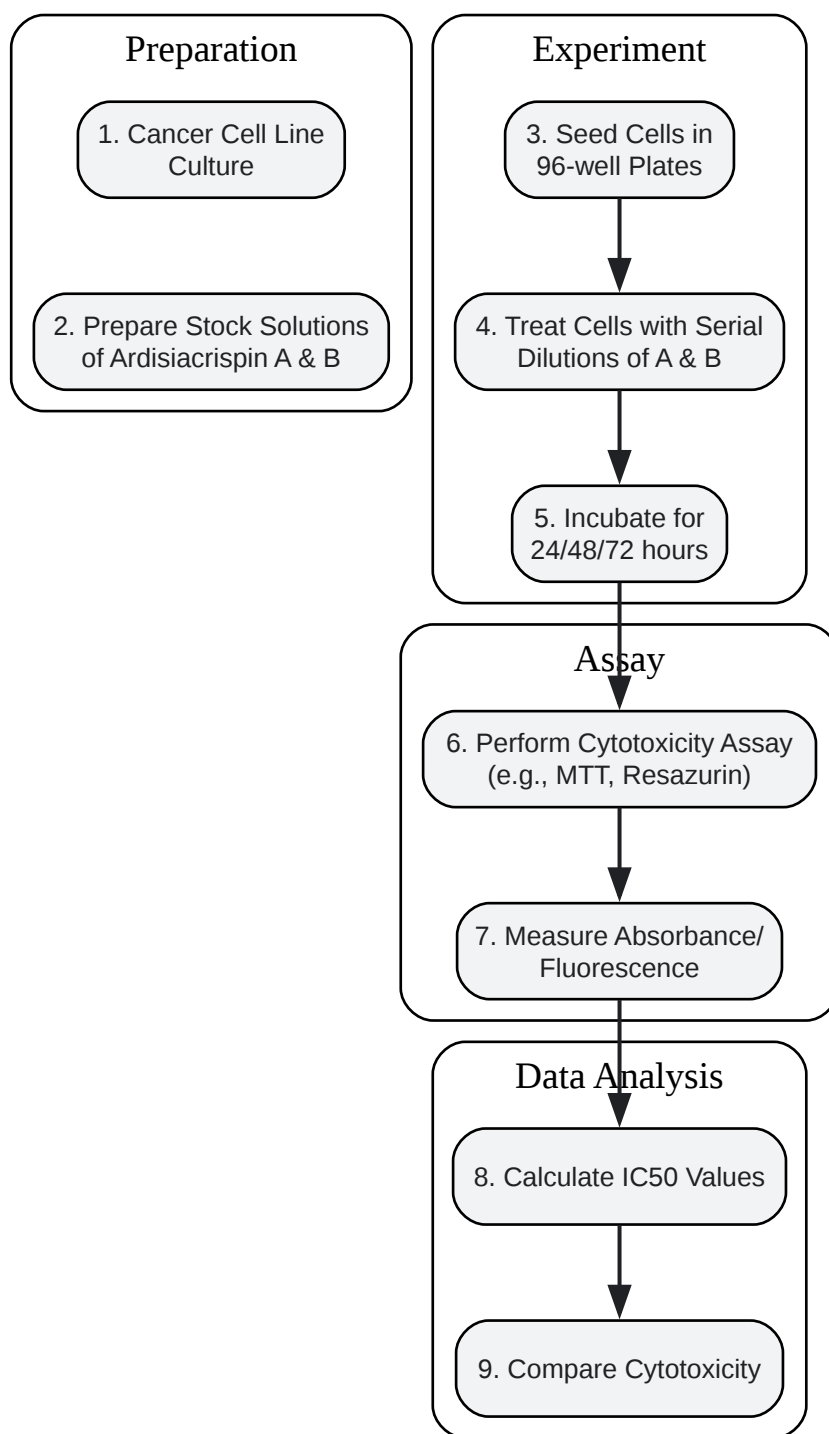 Preparation
1. Cancer Cell Line
Culture
2. Prepare Stock Solutions
of Ardisiacrispin A & B
Experiment
3. Seed Cells in
96-well Plates
4. Treat Cells with Serial
Dilutions of A & B
5. Incubate for
24/48/72 hours
Assay
6. Perform Cytotoxicity Assay
(e.g., MTT, Resazurin)
7. Measure Absorbance/
Fluorescence
Data Analysis
8. Calculate IC50 Values
9. Compare Cytotoxicity